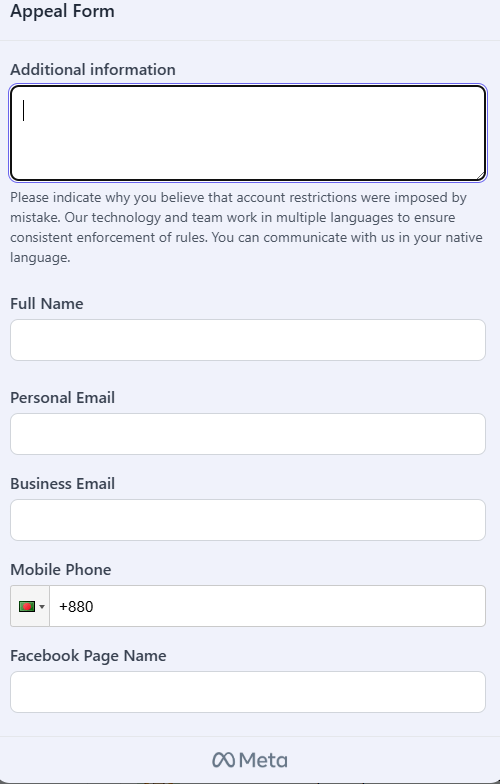 Appeal Form
Additional information
Please indicate why you believe that account restrictions were imposed by
mistake. Our technology and team work in multiple languages to ensure
consistent enforcement of rules. You can communicate with us in your native
language.
Full Name
Personal Email
Business Email
Mobile Phone
+880
Facebook Page Name
Meta